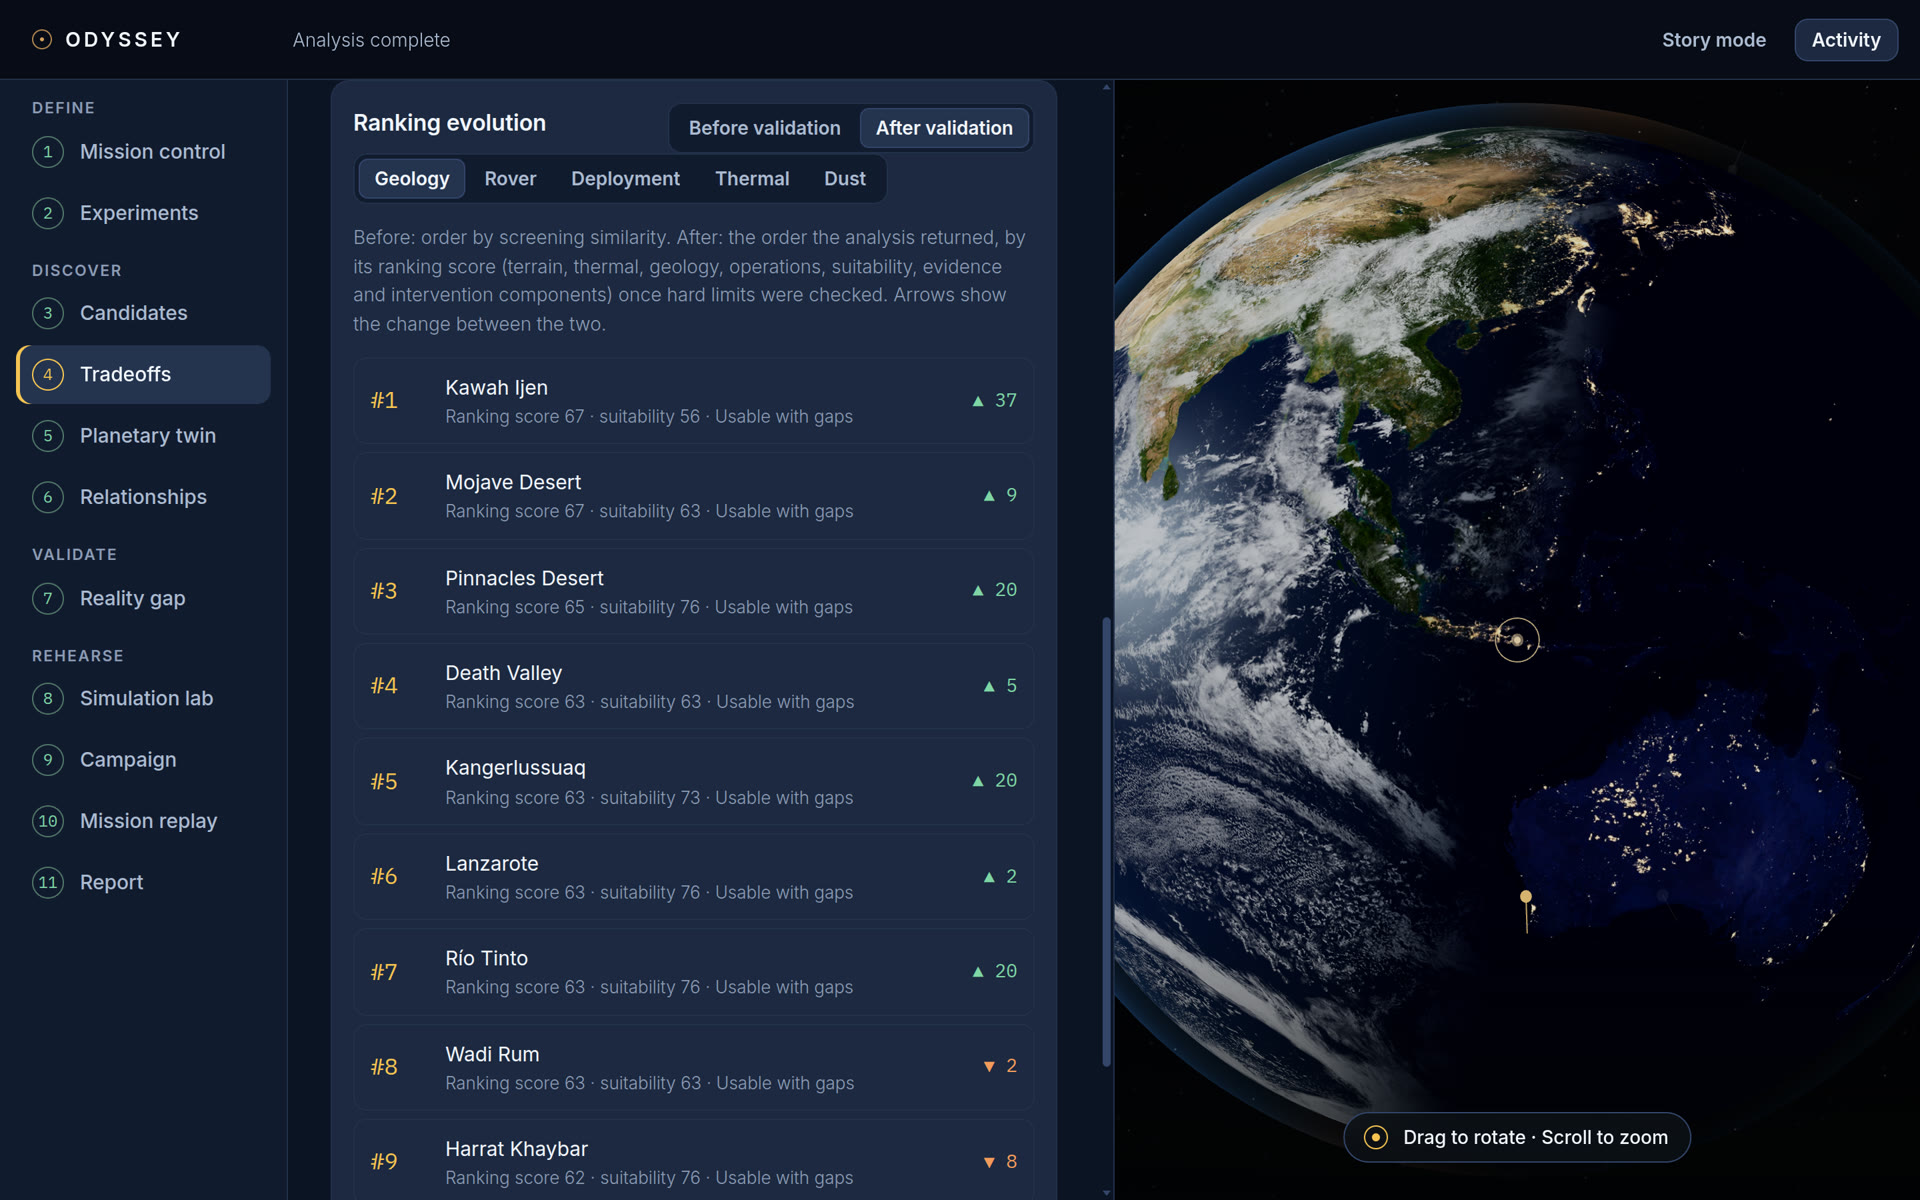 ODYSSEY
Analysis complete
Story mode
Activity
DEFINE
1 Mission control
2 Experiments
DISCOVER
3 Candidates
4 Tradeoffs
5 Planetary twin
6 Relationships
VALIDATE
7 Reality gap
REHEARSE
8 Simulation lab
9 Campaign
10 Mission replay
11 Report
Ranking evolution
Before validation After validation
Geology Rover Deployment Thermal Dust
Before: order by screening similarity. After: the order the analysis returned, by
its ranking score (terrain, thermal, geology, operations, suitability, evidence
and intervention components) once hard limits were checked. Arrows show
the change between the two.
#1 Kawah Ijen ▲ 37
Ranking score 67 · suitability 56 · Usable with gaps
#2 Mojave Desert ▲ 9
Ranking score 67 · suitability 63 · Usable with gaps
#3 Pinnacles Desert ▲ 20
Ranking score 65 · suitability 76 · Usable with gaps
#4 Death Valley ▲ 5
Ranking score 63 · suitability 63 · Usable with gaps
#5 Kangerlussuaq ▲ 20
Ranking score 63 · suitability 73 · Usable with gaps
#6 Lanzarote ▲ 2
Ranking score 63 · suitability 76 · Usable with gaps
#7 Río Tinto ▲ 20
Ranking score 63 · suitability 76 · Usable with gaps
#8 Wadi Rum ▼ 2
Ranking score 63 · suitability 63 · Usable with gaps
#9 Harrat Khaybar ▼ 8
Ranking score 62 · suitability 76 · Usable with gaps
Drag to rotate · Scroll to zoom